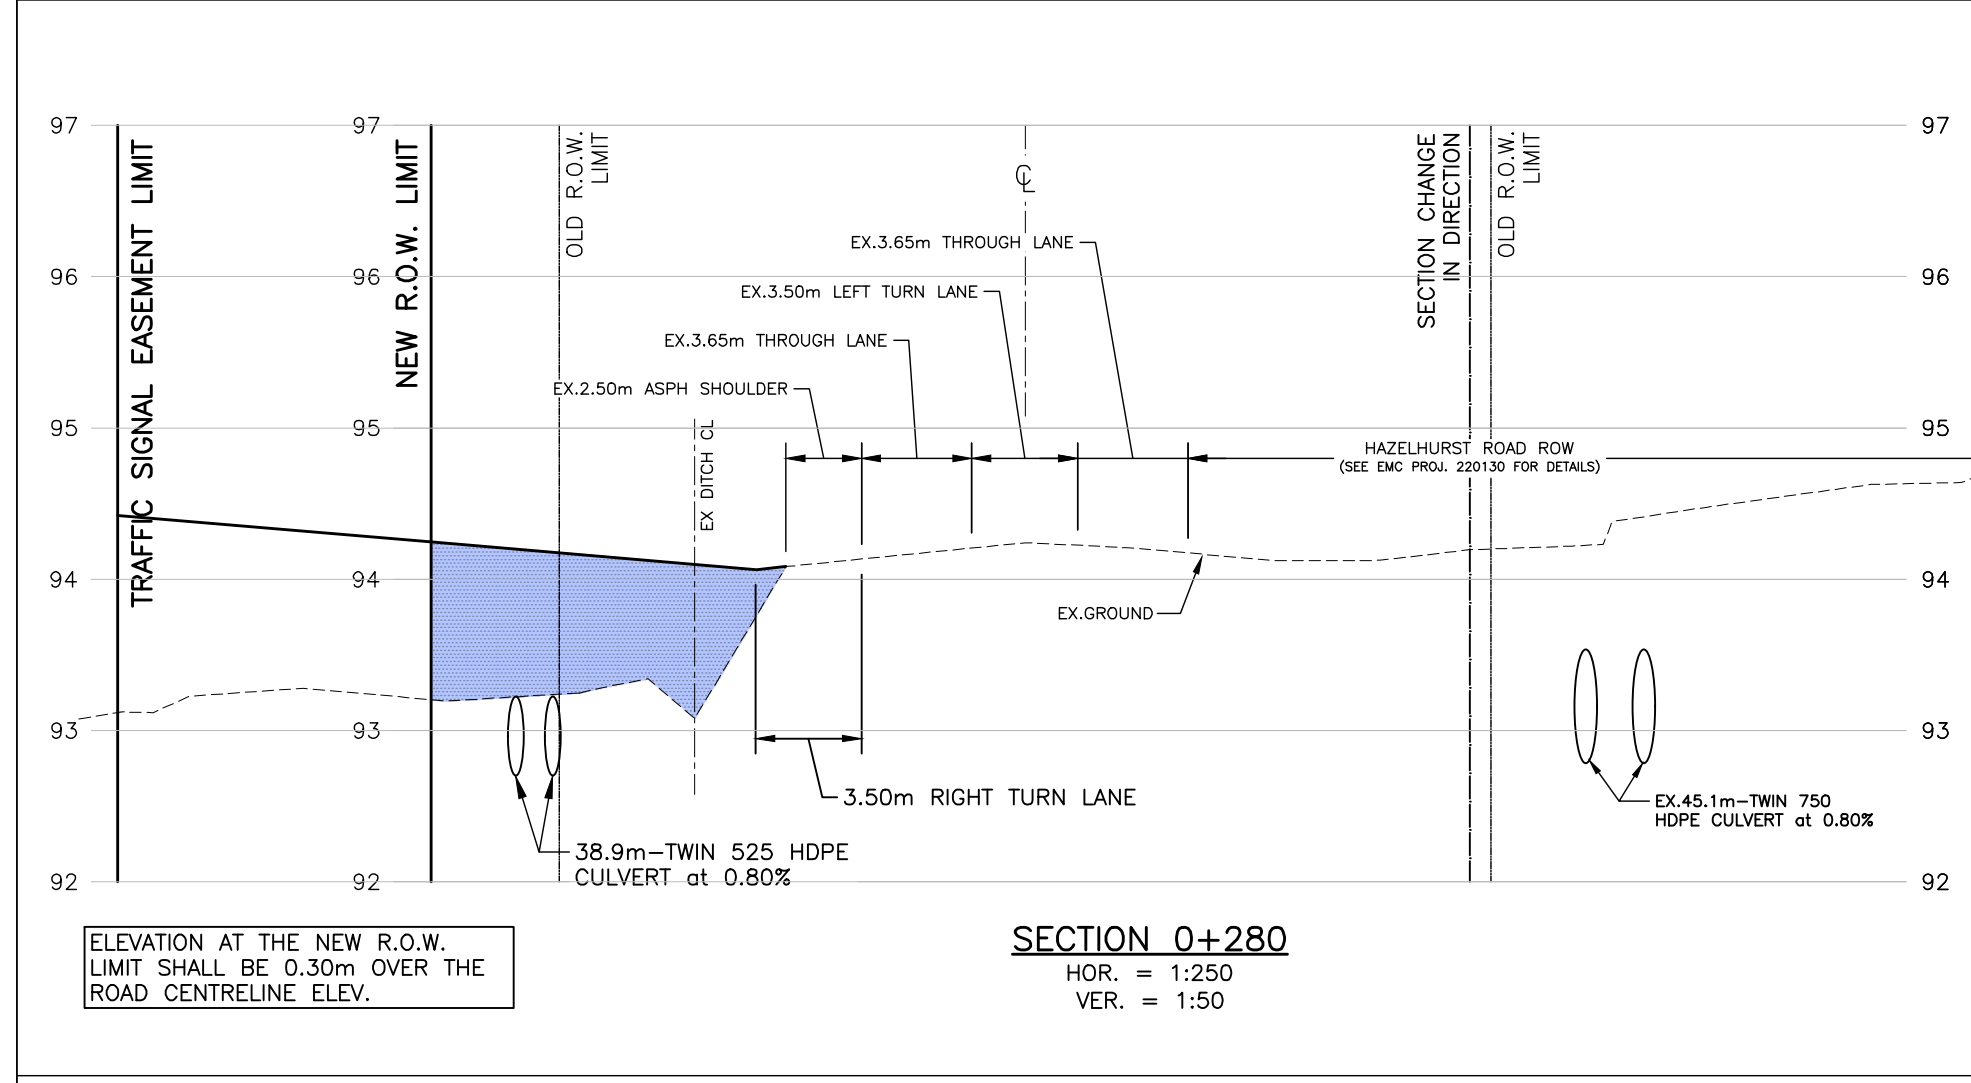 97
97
97
TRAFFIC SIGNAL EASEMENT LIMIT
NEW R.O.W. LIMIT
OLD R.O.W.
LIMIT
℄
SECTION CHANGE
IN DIRECTION
OLD R.O.W.
LIMIT
EX.3.65m THROUGH LANE
96
96
96
EX.3.50m LEFT TURN LANE
EX.3.65m THROUGH LANE
EX.2.50m ASPH SHOULDER
95
95
95
EX DITCH CL
HAZELHURST ROAD ROW
(SEE EMC PROJ. 220130 FOR DETAILS)
94
94
94
EX.GROUND
93
93
93
3.50m RIGHT TURN LANE
EX.45.1m-TWIN 750
HDPE CULVERT at 0.80%
38.9m-TWIN 525 HDPE
CULVERT at 0.80%
92
92
92
ELEVATION AT THE NEW R.O.W.
LIMIT SHALL BE 0.30m OVER THE
ROAD CENTRELINE ELEV.
SECTION 0+280
HOR. = 1:250
VER. = 1:50